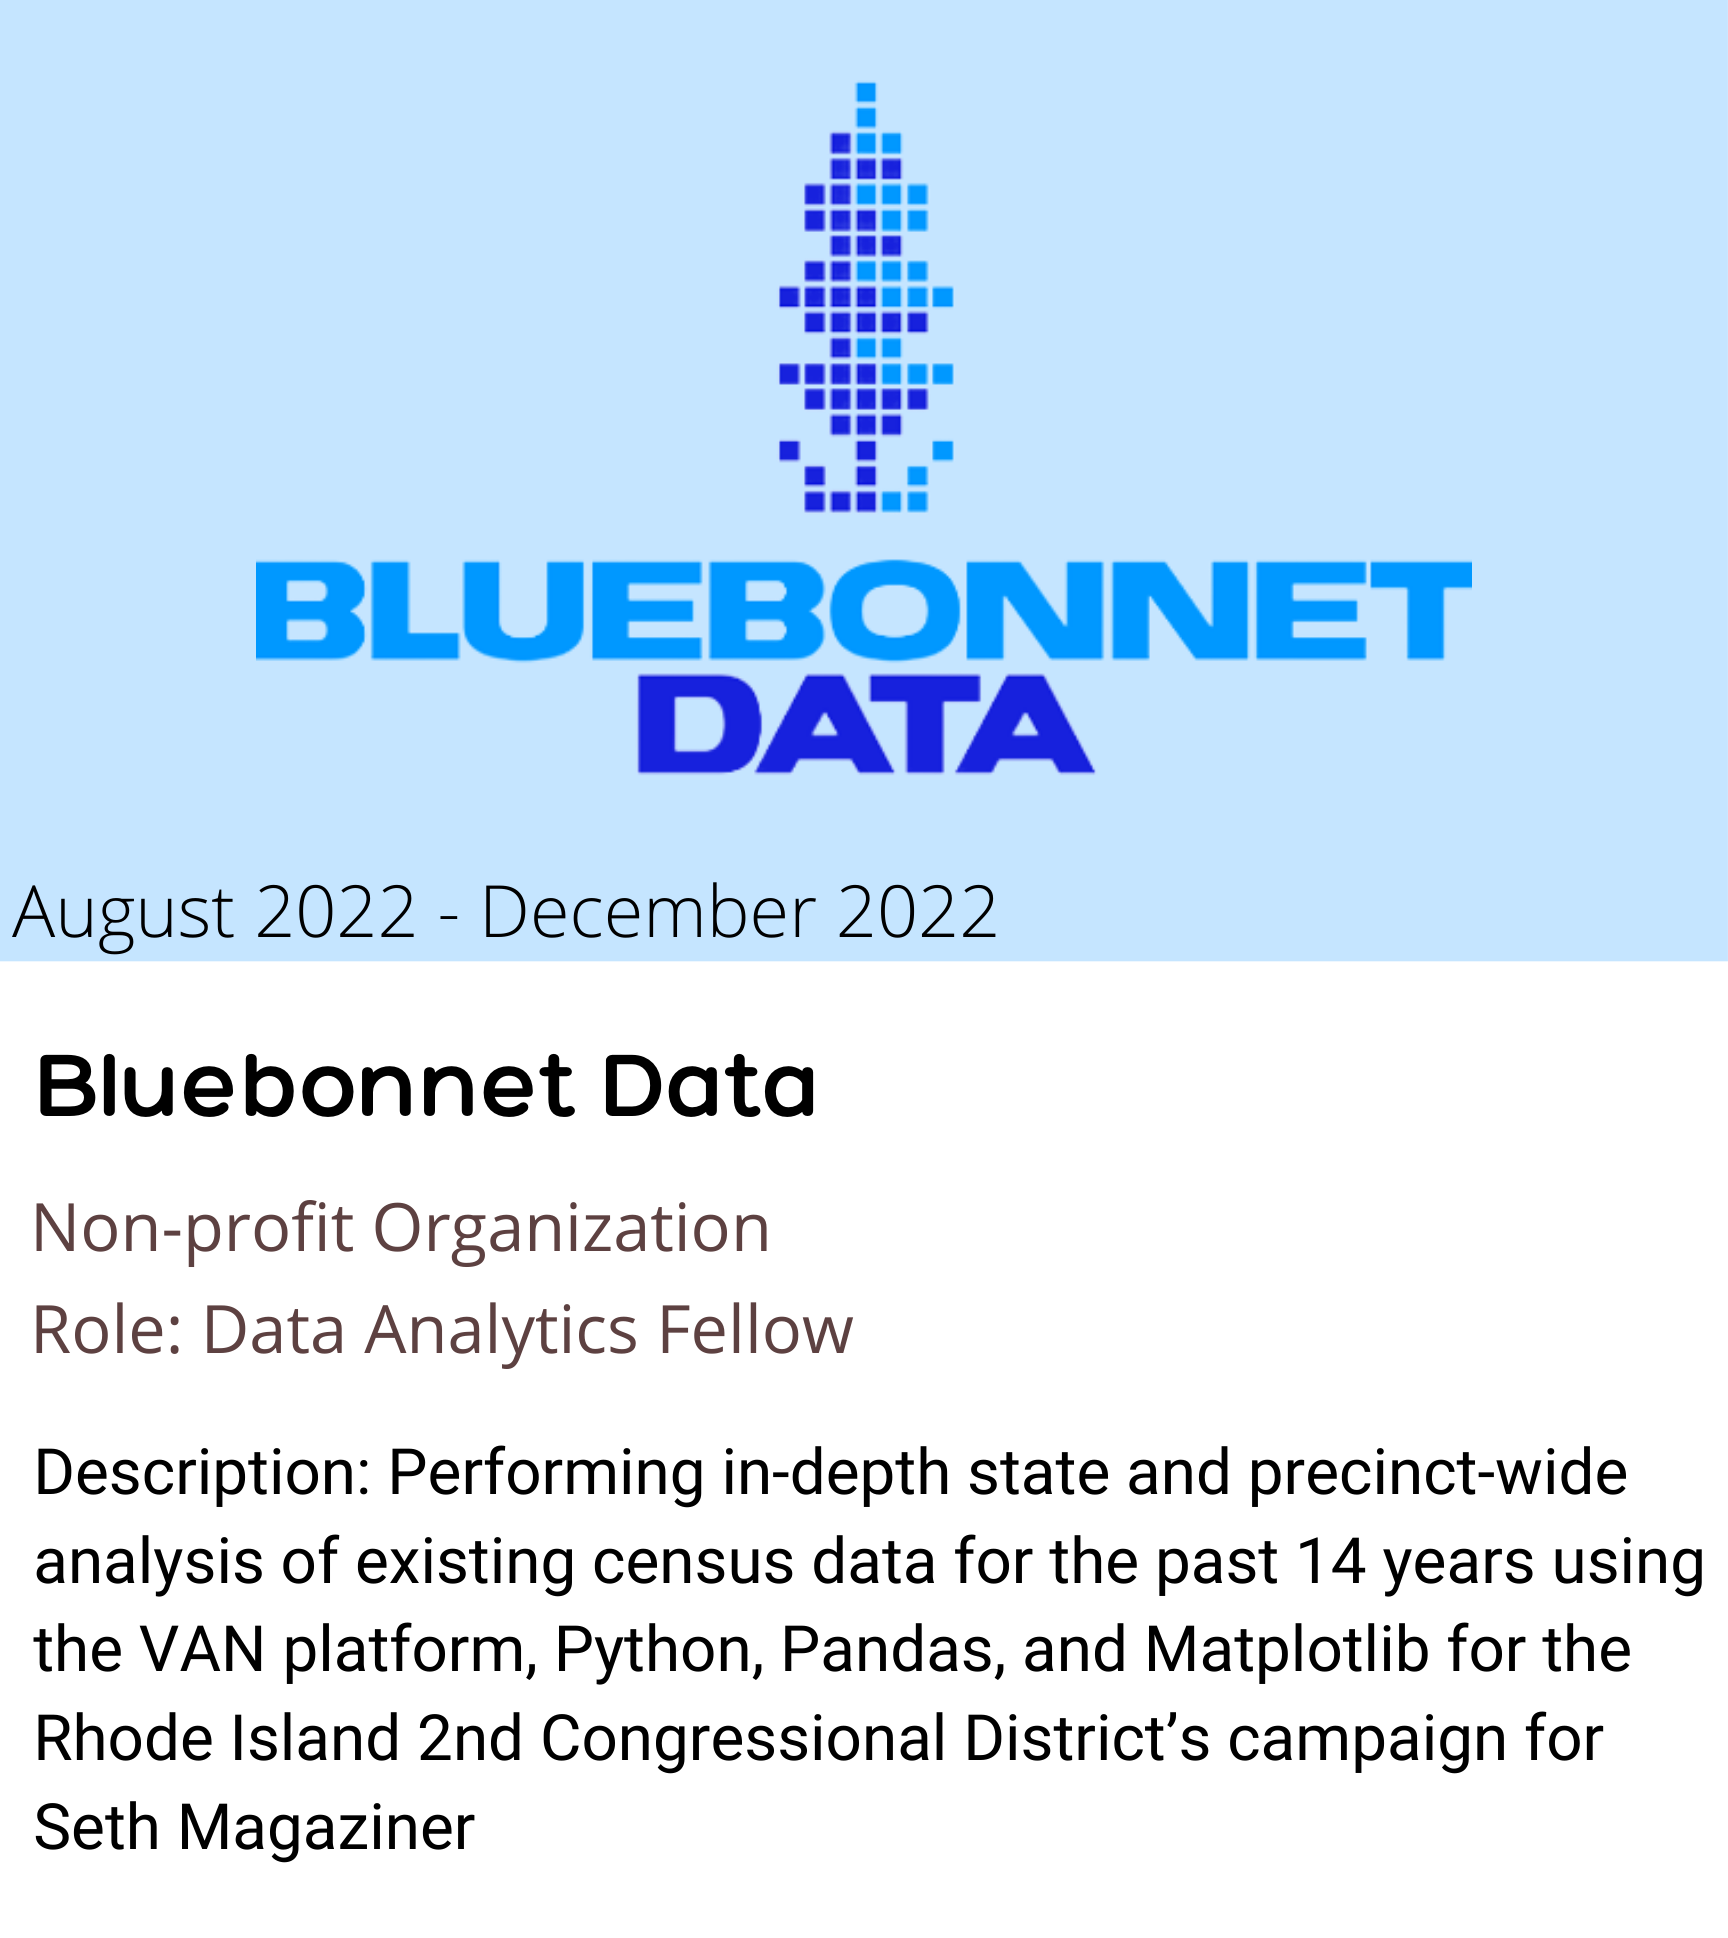 BLUEBONNET
DATA
August 2022 - December 2022
Bluebonnet Data
Non-profit Organization
Role: Data Analytics Fellow
Description: Performing in-depth state and precinct-wide
analysis of existing census data for the past 14 years using
the VAN platform, Python, Pandas, and Matplotlib for the
Rhode Island 2nd Congressional District’s campaign for
Seth Magaziner